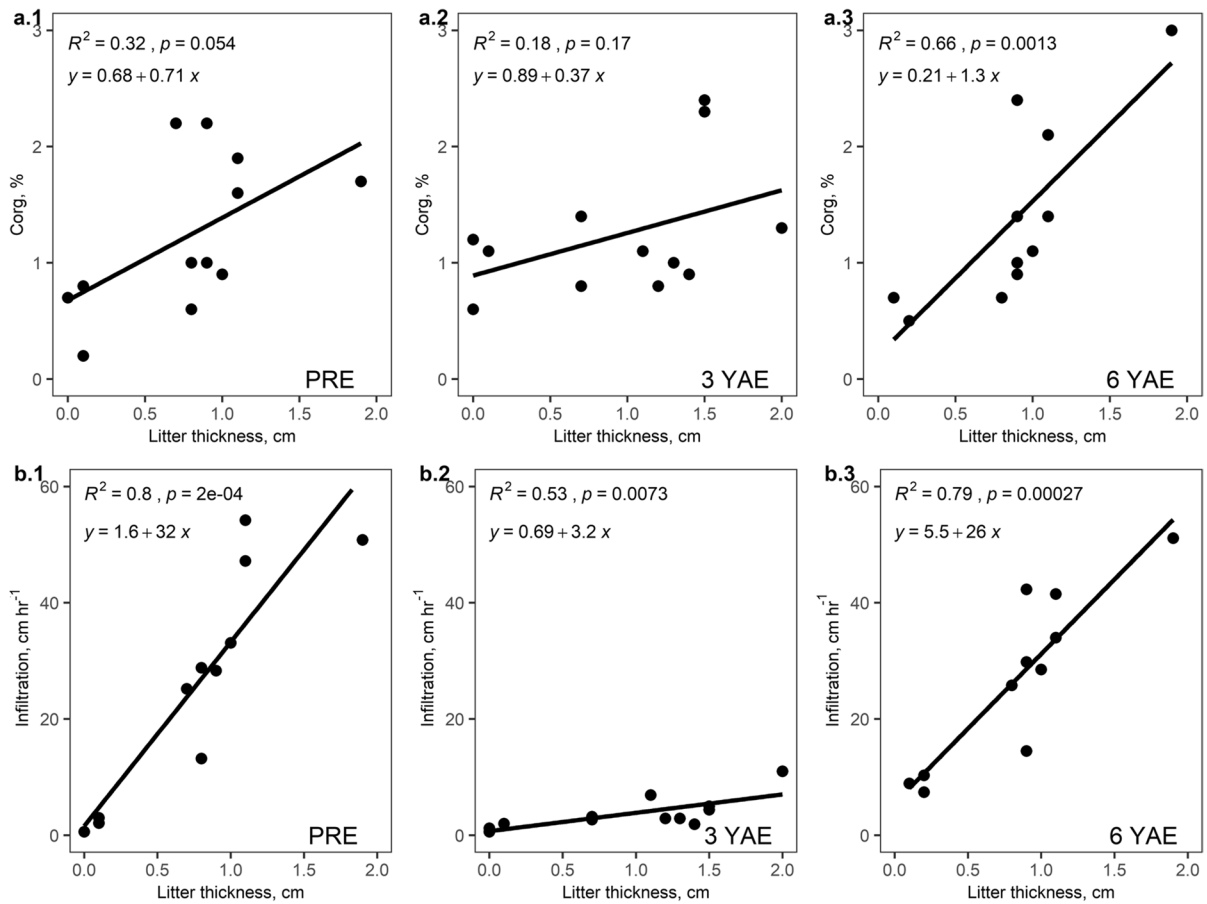 a.1
R² = 0.32 , p = 0.054
y = 0.68 + 0.71 x
3
2
1
0
Corg, %
PRE
0.0 0.5 1.0 1.5 2.0
Litter thickness, cm
a.2
R² = 0.18 , p = 0.17
y = 0.89 + 0.37 x
3
2
1
0
Corg, %
3 YAE
0.0 0.5 1.0 1.5 2.0
Litter thickness, cm
a.3
R² = 0.66 , p = 0.0013
y = 0.21 + 1.3 x
3
2
1
0
Corg, %
6 YAE
0.0 0.5 1.0 1.5 2.0
Litter thickness, cm
b.1
R² = 0.8 , p = 2e-04
y = 1.6 + 32 x
60
40
20
0
Infiltration, cm hr⁻¹
PRE
0.0 0.5 1.0 1.5 2.0
Litter thickness, cm
b.2
R² = 0.53 , p = 0.0073
y = 0.69 + 3.2 x
60
40
20
0
Infiltration, cm hr⁻¹
3 YAE
0.0 0.5 1.0 1.5 2.0
Litter thickness, cm
b.3
R² = 0.79 , p = 0.00027
y = 5.5 + 26 x
60
40
20
0
Infiltration, cm hr⁻¹
6 YAE
0.0 0.5 1.0 1.5 2.0
Litter thickness, cm